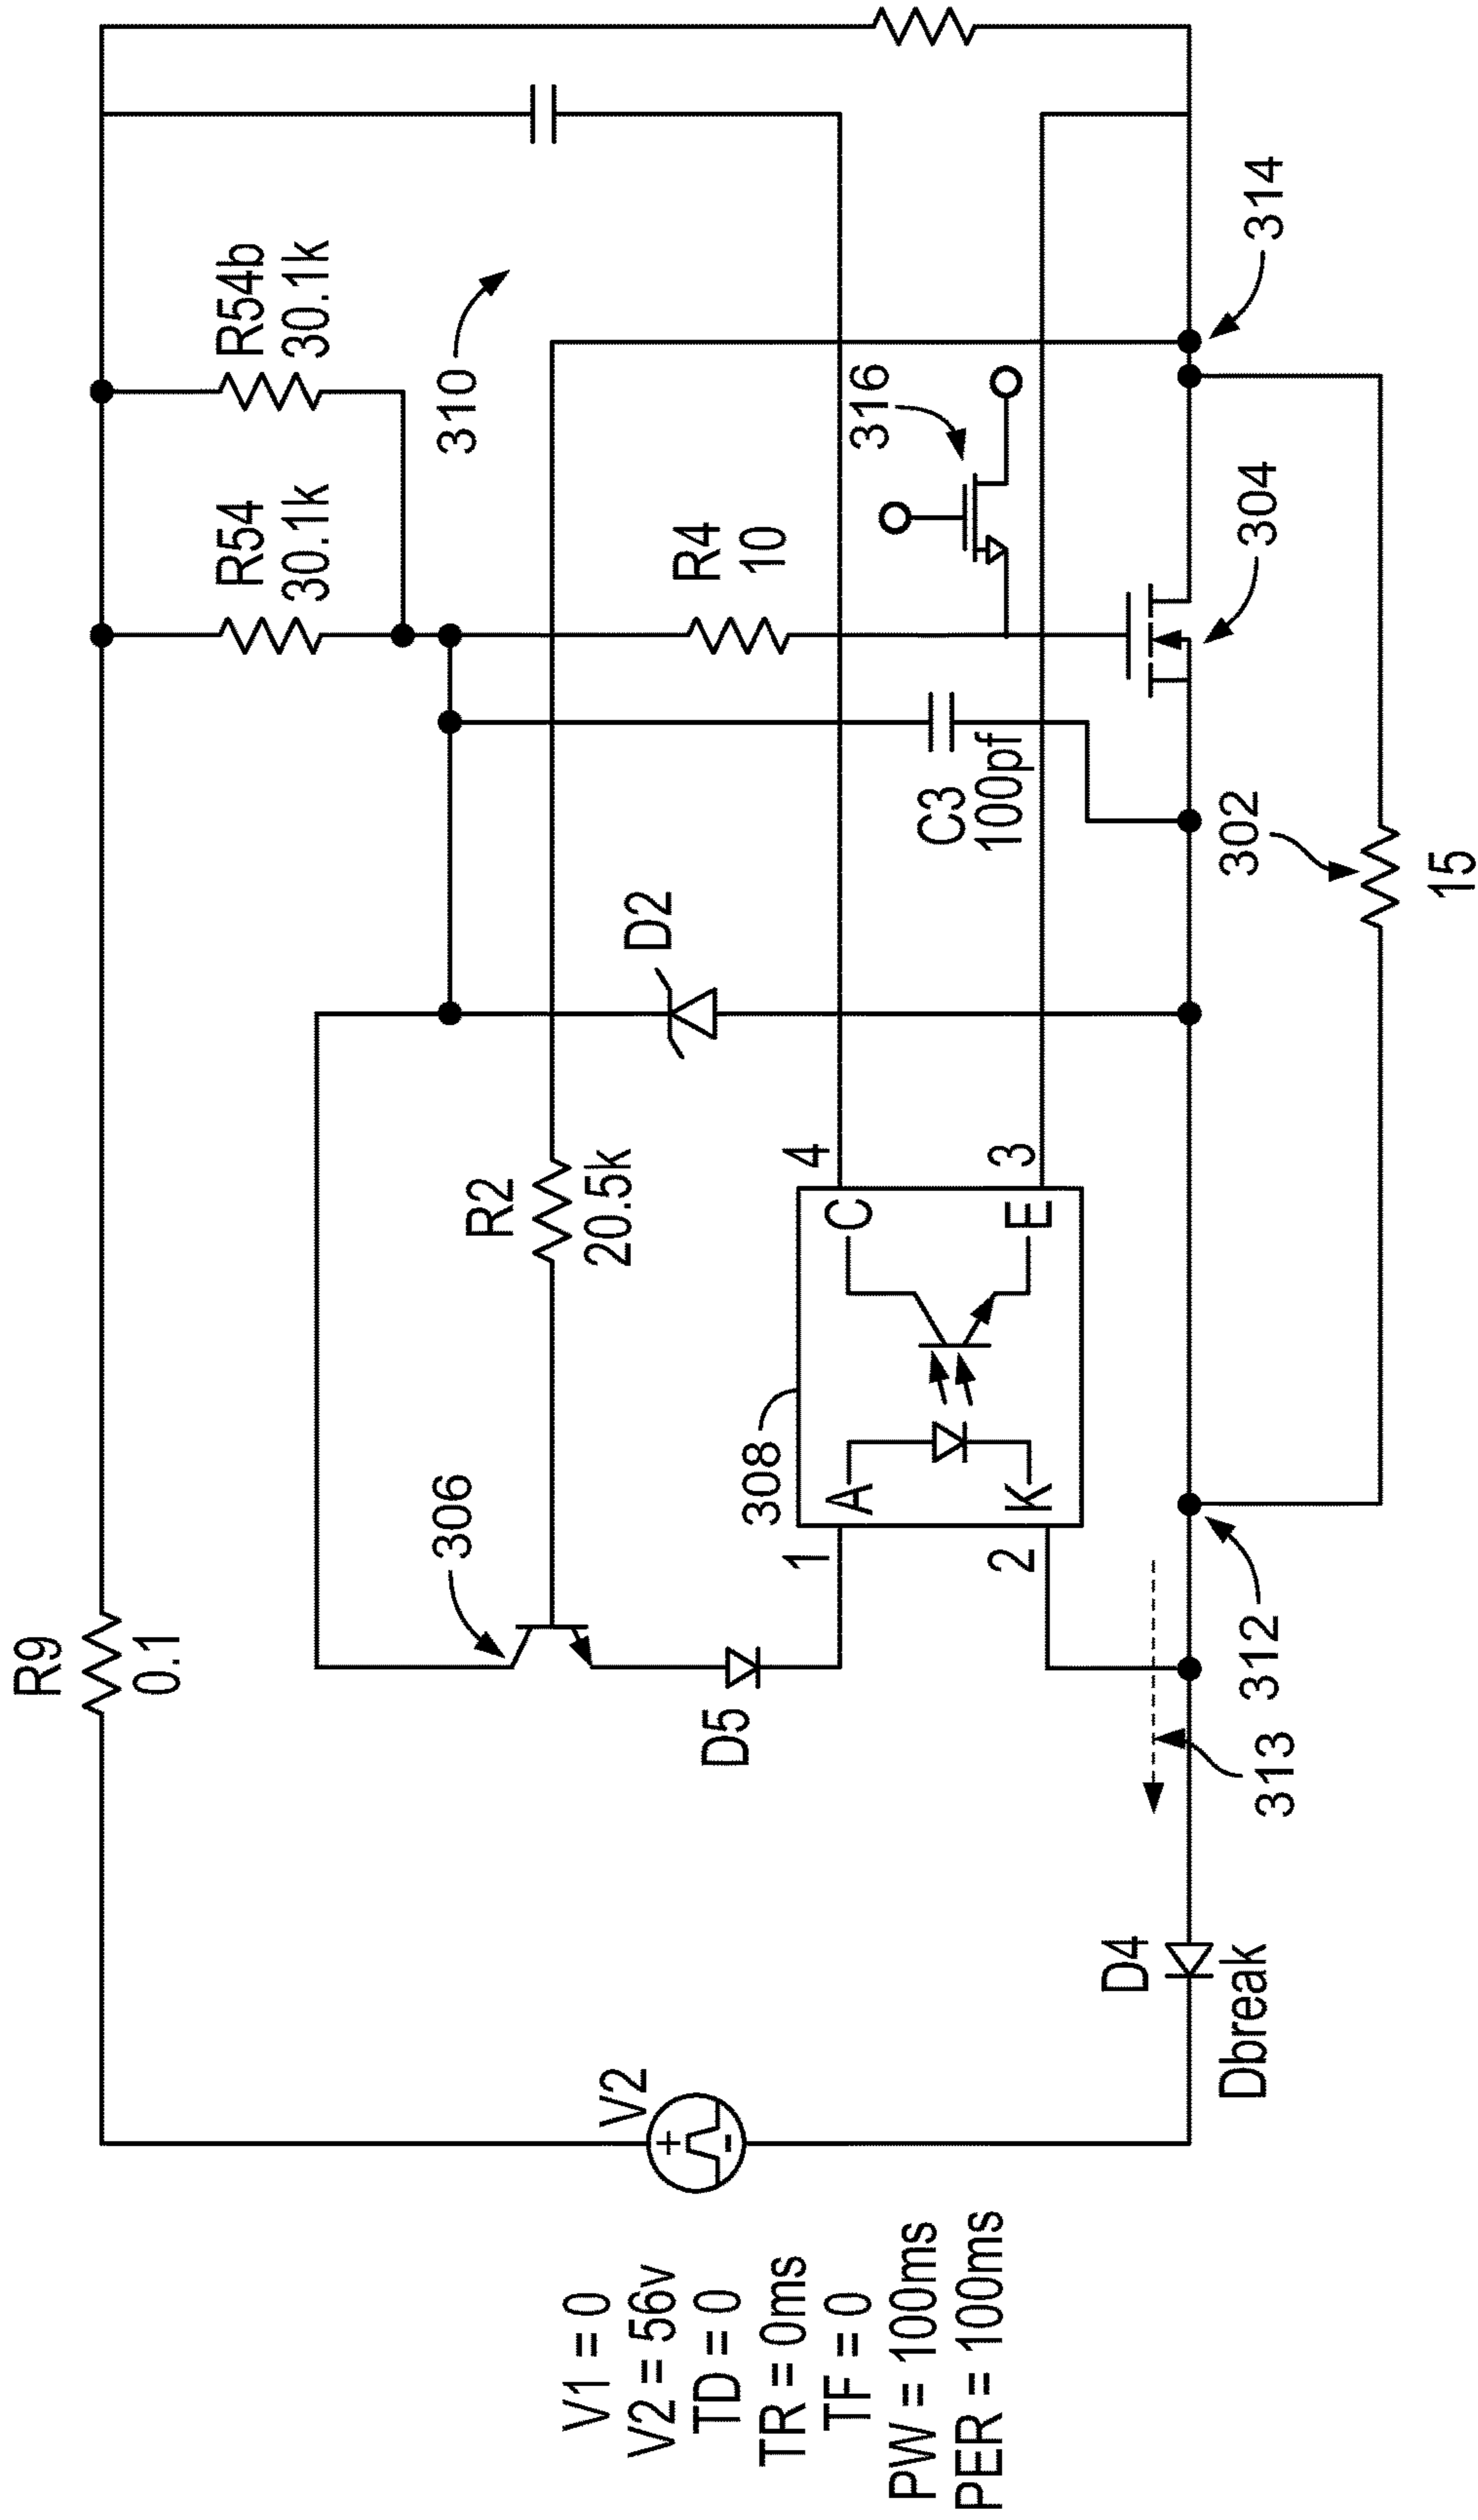 R9
0.1
R54
30.1k
R54b
30.1k
310
306
R2
20.5k
D2
R4
10
V2
+
-
V1 = 0
V2 = 56v
TD = 0
TR = 0ms
TF = 0
PW = 100ms
PER = 100ms
D5
308
1
A
C
4
2
K
E
3
C3
100pf
316
D4
Dbreak
313
312
302
304
314
15